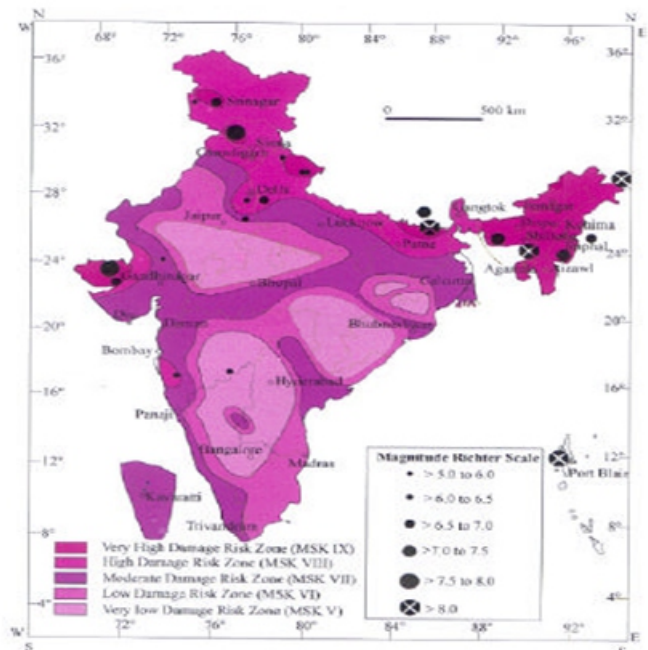 N N
W E
68° 72° 76° 80° 84° 88° 92° 96°
36° 36°
32° 32°
28° 28°
24° 24°
20° 20°
16° 16°
12° 12°
8° 8°
4° 4°
0 500 km
Srinagar
Simla
Chandigarh
Delhi
Jaipur
Lucknow
Gangtok
Patna
Kohima
Shillong
Imphal
Aizawl
Agartala
Gandhinagar
Bhopal
Calcutta
Diu
Daman
Bhubneshwar
Bombay
Hyderabad
Panaji
Bangalore
Madras
Port Blair
Kavaratti
Trivandrum
Magnitude Richter Scale
> 5.0 to 6.0
> 6.0 to 6.5
> 6.5 to 7.0
>7.0 to 7.5
> 7.5 to 8.0
> 8.0
Very High Damage Risk Zone (MSK IX)
High Damage Risk Zone (MSK VIII)
Moderate Damage Risk Zone (MSK VII)
Low Damage Risk Zone (MSK VI)
Very low Damage Risk Zone (MSK V)
W E
72° 76° 80° 84° 88° 92°
S S